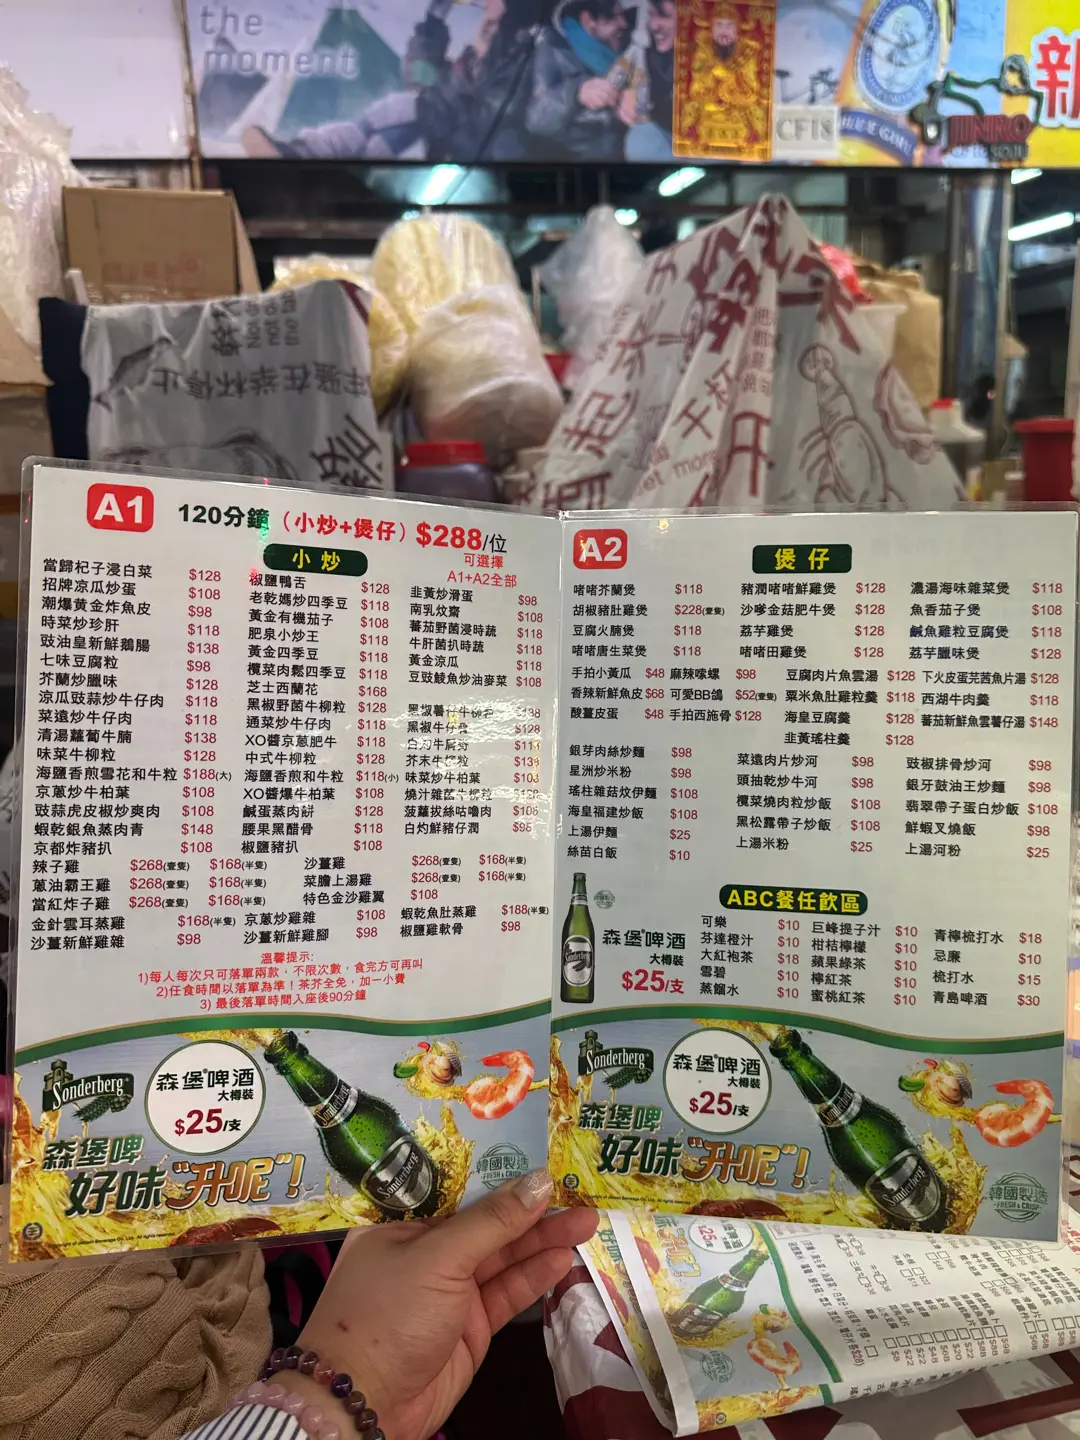 the
moment
CF18
JINRO
新
A1
120分鐘（小炒+煲仔）$288/位
小炒
可選擇
A1+A2全部
當歸杞子浸白菜 $128
招牌凉瓜炒蛋 $108
潮爆黃金炸魚皮 $98
時菜炒珍肝 $118
豉油皇新鮮鵝腸 $138
七味豆腐粒 $98
芥蘭炒臘味 $128
涼瓜豉蒜炒牛仔肉 $118
菜遠炒牛仔肉 $118
清湯蘿蔔牛腩 $138
味菜牛柳粒 $128
海鹽香煎雪花和牛粒 $188(大)
京蔥炒牛柏葉 $108
豉蒜虎皮椒炒爽肉 $108
蝦乾銀魚蒸肉青 $148
京都炸豬扒 $108
椒鹽鴨舌 $128
老乾媽炒四季豆 $118
黃金有機茄子 $108
肥泉小炒王 $118
黃金四季豆 $118
欖菜肉鬆四季豆 $118
芝士西蘭花 $168
黑椒野菌牛柳粒 $128
通菜炒牛仔肉 $118
XO醬京蔥肥牛 $118
中式牛柳粒 $128
海鹽香煎和牛粒 $118(小)
XO醬爆牛柏葉 $108
鹹蛋蒸肉餅 $128
腰果黑醋骨 $118
椒鹽豬扒 $108
韭黃炒滑蛋 $98
南乳炆齋 $108
蕃茄野菌浸時蔬 $118
牛肝菌扒時蔬 $118
黃金涼瓜 $118
豆豉鯪魚炒油麥菜 $108
黑椒薯仔牛柳粒
黑椒牛仔骨 $128
白灼牛肩肉
芥末牛柳粒
味菜炒牛柏葉
燒汁雜菌牛柳粒
菠蘿拔絲咕嚕肉 $108
白灼鮮豬仔潤 $98
辣子雞 $268(壹隻) $168(半隻) 沙薑雞 $268(壹隻) $168(半隻)
蔥油霸王雞 $268(壹隻) $168(半隻) 菜膽上湯雞 $268(壹隻) $168(半隻)
當紅炸子雞 $268(壹隻) $168(半隻) 特色金沙雞翼 $108
金針雲耳蒸雞 $168(半隻) 京蔥炒雞雜 $108 蝦乾魚肚蒸雞 $188(半隻)
沙薑新鮮雞雜 $98 沙薑新鮮雞腳 $98 椒鹽雞軟骨 $98
溫馨提示:
1)每人每次只可落單兩款，不限次數，食完方可再叫
2)任食時間以落單為準！茶芥全免，加一小費
3) 最後落單時間入座後90分鐘
Sonderberg
森堡®啤酒
大樽裝
$25/支
森堡啤
好味“升呢”!
韓國製造
FRESH & CRISP
Sonderberg
A2
煲仔
啫啫芥蘭煲 $118
胡椒豬肚雞煲 $228(壹隻)
豆腐火腩煲 $118
啫啫唐生菜煲 $118
豬潤啫啫鮮雞煲 $128
沙嗲金菇肥牛煲 $128
荔芋雞煲 $128
啫啫田雞煲 $128
濃湯海味雜菜煲 $118
魚香茄子煲 $108
鹹魚雞粒豆腐煲 $118
荔芋臘味煲 $128
手拍小黃瓜 $48 麻辣嗦螺 $98
香辣新鮮魚皮 $68 可愛BB鴿 $52(壹隻)
酸薑皮蛋 $48 手拍西施骨 $128
豆腐肉片魚雲湯 $128 下火皮蛋芫茜魚片湯 $128
粟米魚肚雞粒羹 $118 西湖牛肉羹 $118
海皇豆腐羹 $128 蕃茄新鮮魚雲薯仔湯 $148
韭黃瑤柱羹 $128
銀芽肉絲炒麵 $98
星洲炒米粉 $98
瑤柱雜菇炆伊麵 $108
海皇福建炒飯 $108
上湯伊麵 $25
絲苗白飯 $10
菜遠肉片炒河 $98
頭抽乾炒牛河 $98
欖菜燒肉粒炒飯 $108
黑松露帶子炒飯 $108
上湯米粉 $25
豉椒排骨炒河 $98
銀牙豉油王炒麵 $98
翡翠帶子蛋白炒飯 $108
鮮蝦叉燒飯 $98
上湯河粉 $25
ABC餐任飲區
森堡®啤酒
大樽裝
$25/支
可樂 $10
芬達橙汁 $10
大紅袍茶 $18
雪碧 $10
蒸餾水 $10
巨峰提子汁 $10
柑桔檸檬 $10
蘋果綠茶 $10
檸紅茶 $10
蜜桃紅茶 $10
青檸梳打水 $18
忌廉 $10
梳打水 $15
青島啤酒 $30
Sonderberg
森堡®啤酒
大樽裝
$25/支
森堡啤
好味“升呢”!
韓國製造
FRESH & CRISP
Sonderberg